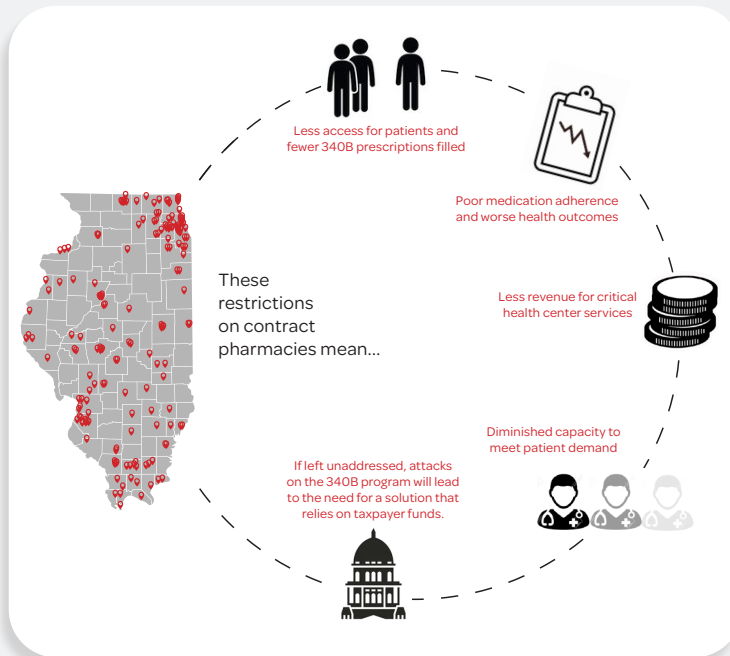 Less access for patients and
fewer 340B prescriptions filled
Poor medication adherence
and worse health outcomes
These
restrictions
on contract
pharmacies mean...
Less revenue for critical
health center services
Diminished capacity to
meet patient demand
If left unaddressed, attacks
on the 340B program will lead
to the need for a solution that
relies on taxpayer funds.